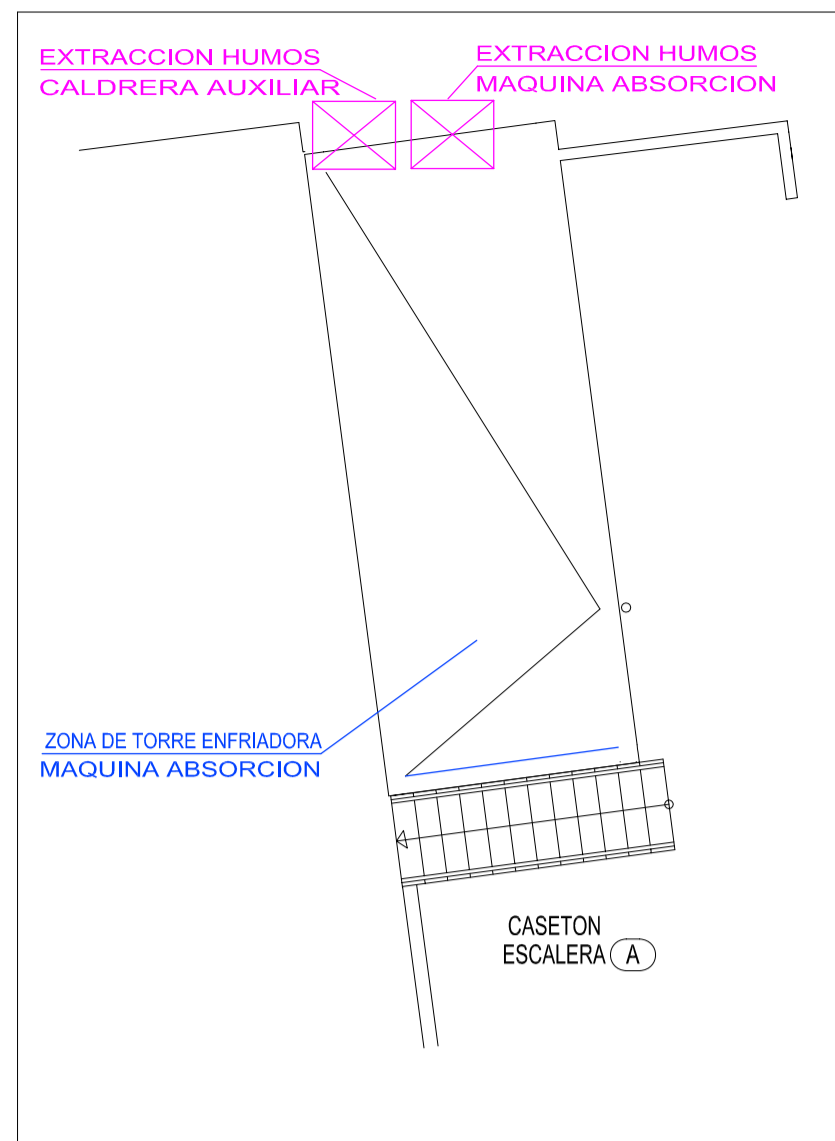 EXTRACCION HUMOS
CALDRERA AUXILIAR
EXTRACCION HUMOS
MAQUINA ABSORCION
ZONA DE TORRE ENFRIADORA
MAQUINA ABSORCION
CASETON
ESCALERA A